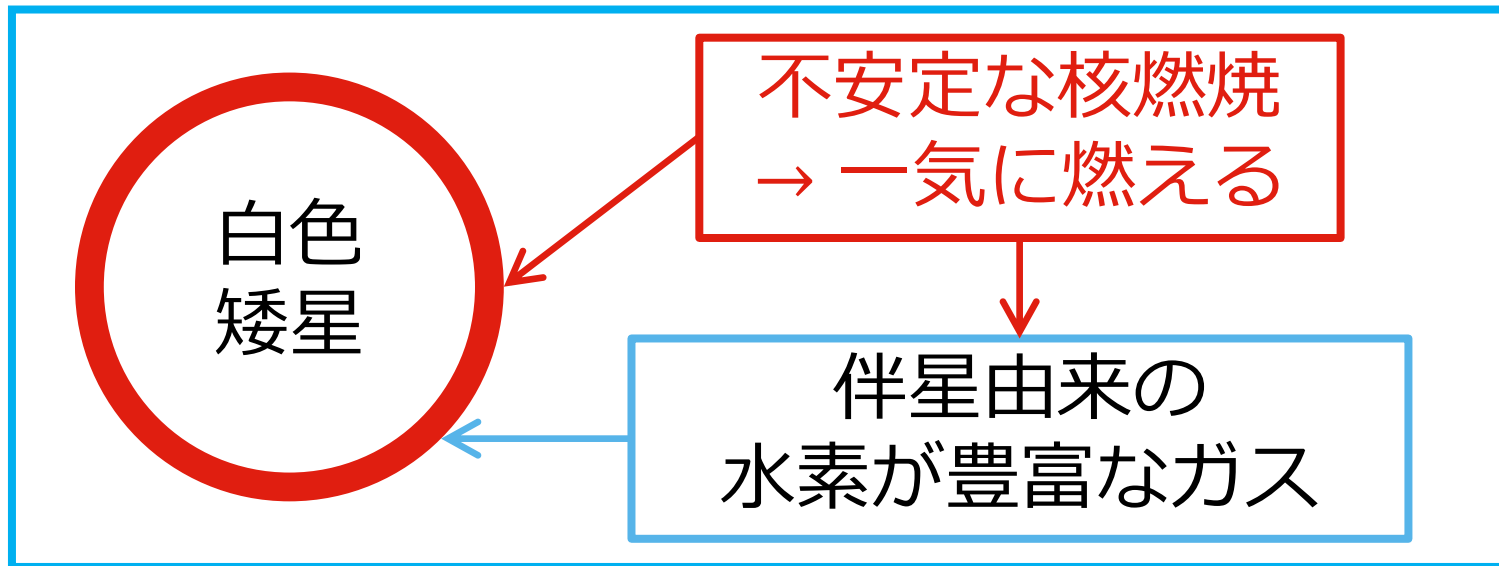 不安定な核燃焼
→ 一気に燃える
白色
矮星
伴星由来の
水素が豊富なガス